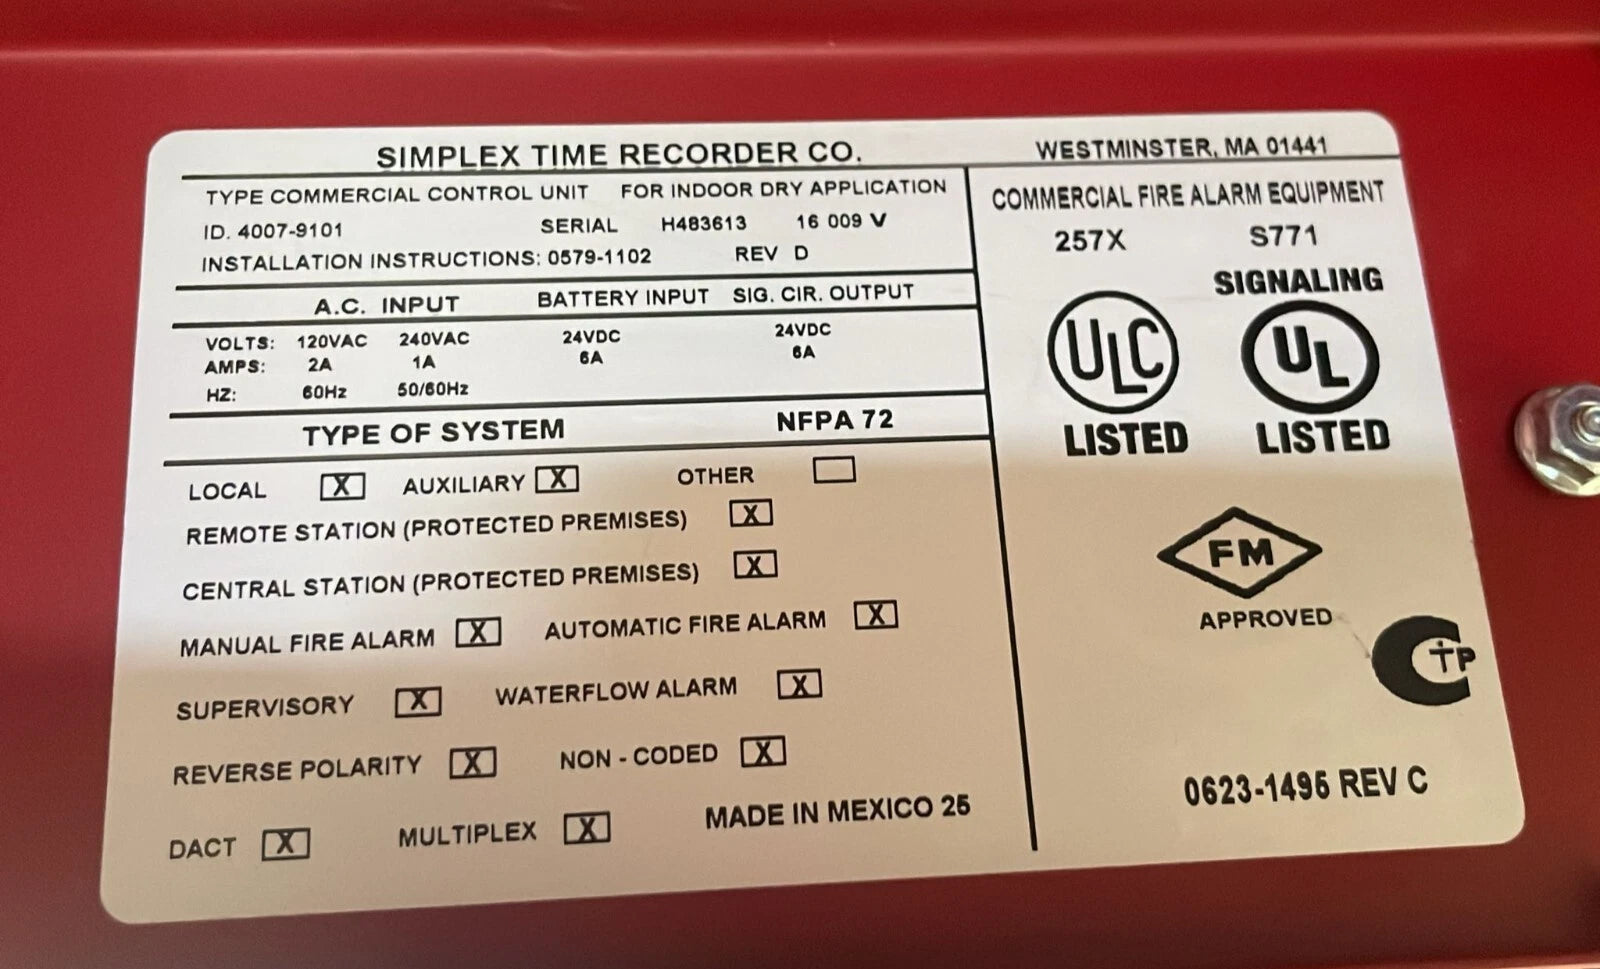 SIMPLEX TIME RECORDER CO. WESTMINSTER, MA 01441
TYPE COMMERCIAL CONTROL UNIT FOR INDOOR DRY APPLICATION
ID. 4007-9101 SERIAL H483613 16 009 V
INSTALLATION INSTRUCTIONS: 0579-1102 REV D
A.C. INPUT BATTERY INPUT SIG. CIR. OUTPUT
VOLTS: 120VAC 240VAC 24VDC 24VDC
AMPS: 2A 1A 6A 6A
HZ: 60Hz 50/60Hz
TYPE OF SYSTEM NFPA 72
LOCAL X AUXILIARY X OTHER
REMOTE STATION (PROTECTED PREMISES) X
CENTRAL STATION (PROTECTED PREMISES) X
MANUAL FIRE ALARM X AUTOMATIC FIRE ALARM X
SUPERVISORY X WATERFLOW ALARM X
REVERSE POLARITY X NON - CODED X
DACT X MULTIPLEX X MADE IN MEXICO 25
COMMERCIAL FIRE ALARM EQUIPMENT
257X S771
SIGNALING
ULC UL
LISTED LISTED
FM
APPROVED
CTP
0623-1495 REV C